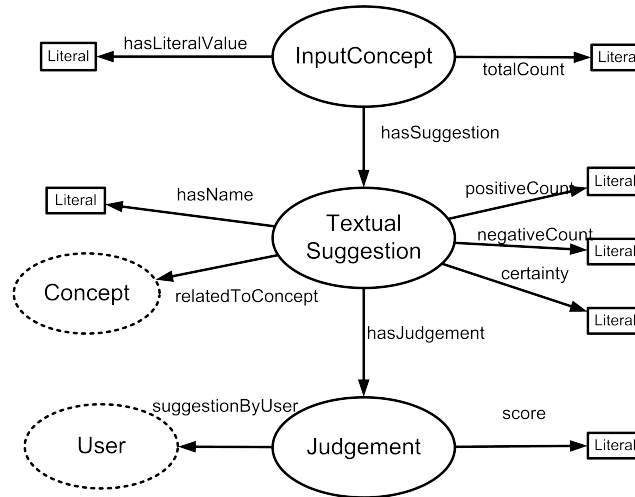 hasLiteralValue
Literal
InputConcept
Literal
totalCount
hasSuggestion
positiveCount
Literal
hasName
Literal
Textual
Suggestion
negativeCount
Literal
certainty
Concept
relatedToConcept
Literal
hasJudgement
suggestionByUser
score
User
Judgement
Literal